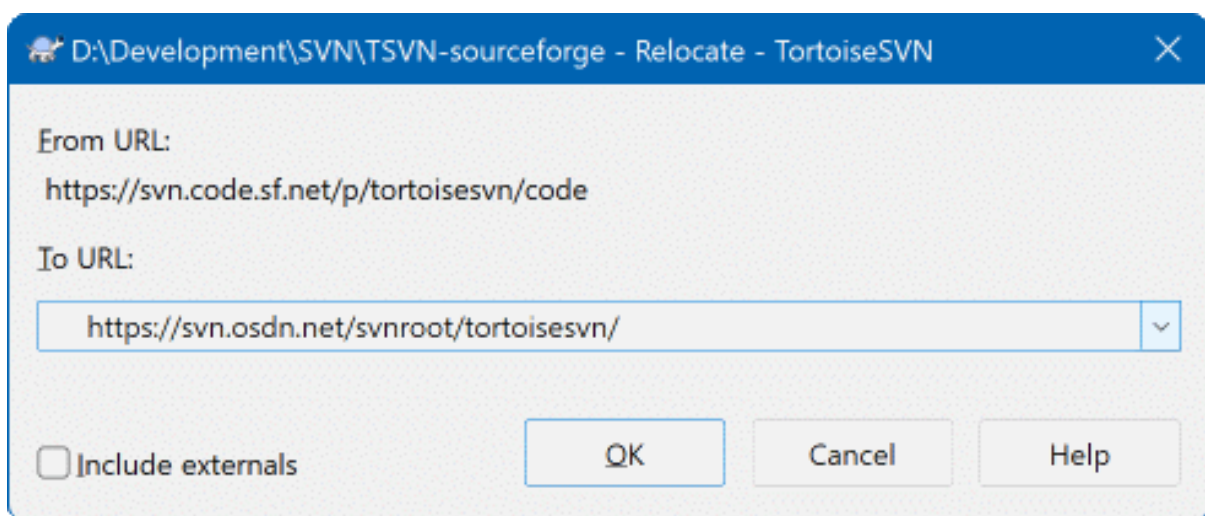 D:\Development\SVN\TSVN-sourceforge - Relocate - TortoiseSVN
From URL:
https://svn.code.sf.net/p/tortoisesvn/code
To URL:
https://svn.osdn.net/svnroot/tortoisesvn/
Include externals
OK
Cancel
Help